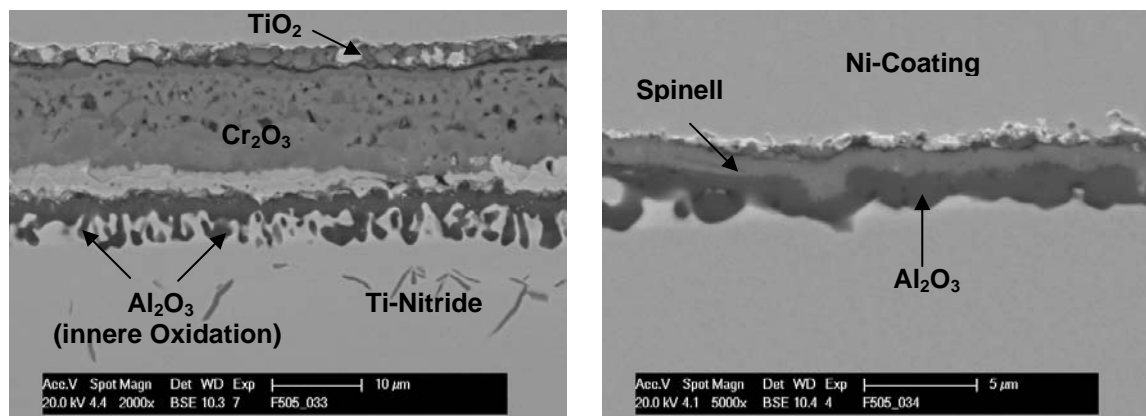 TiO₂
Cr₂O₃
Al₂O₃
(innere Oxidation)
Ti-Nitride
Acc.V Spot Magn Det WD Exp 10 µm
20.0 kV 4.4 2000x BSE 10.3 7 F505_033
Ni-Coating
Spinell
Al₂O₃
Acc.V Spot Magn Det WD Exp 5 µm
20.0 kV 4.1 5000x BSE 10.4 4 F505_034